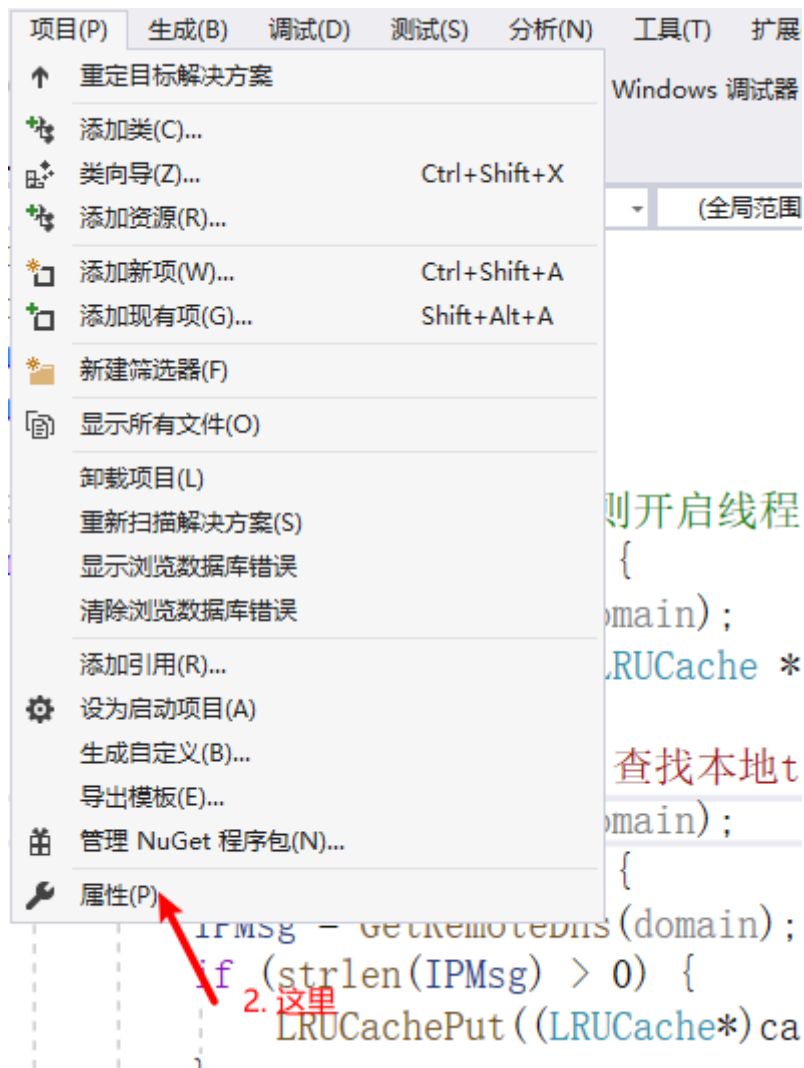 项目(P) 生成(B) 调试(D) 测试(S) 分析(N) 工具(T) 扩展
重定目标解决方案
Windows 调试器
添加类(C)...
类向导(Z)... Ctrl+Shift+X
添加资源(R)...
(全局范围
添加新项(W)... Ctrl+Shift+A
添加现有项(G)... Shift+Alt+A
新建筛选器(F)
显示所有文件(O)
卸载项目(L)
则开启线程
重新扫描解决方案(S)
显示浏览数据库错误
{
清除浏览数据库错误
omain);
添加引用(R)...
LRUCache *
设为启动项目(A)
生成自定义(B)...
查找本地t
导出模板(E)...
omain);
管理 NuGet 程序包(N)...
{
属性(P)
IPMsg = GetRemoteDns(domain);
if (strlen(IPMsg) > 0) {
2. 这里
LRUCachePut((LRUCache*)ca
}